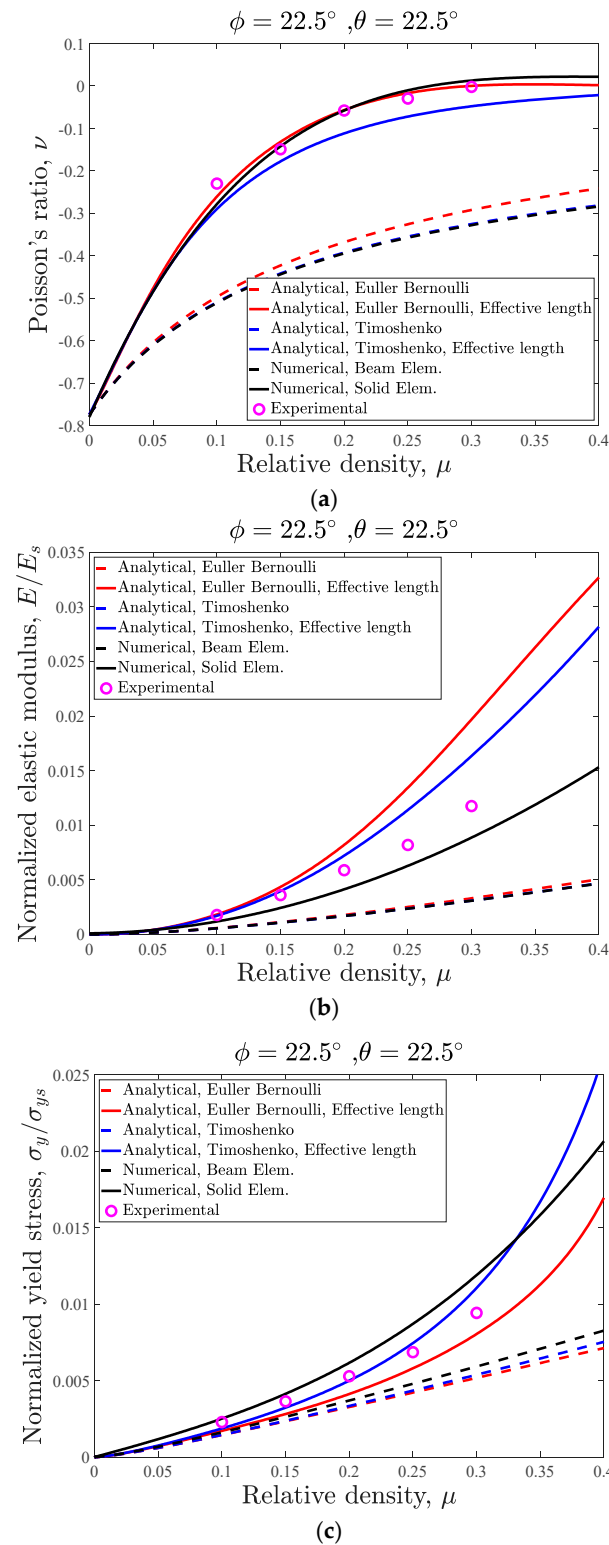 ϕ = 22.5° ,θ = 22.5°
0.1
0
-0.1
-0.2
-0.3
-0.4
-0.5
-0.6
-0.7
-0.8
Poisson's ratio, ν
Analytical, Euller Bernoulli
Analytical, Euller Bernoulli, Effective length
Analytical, Timoshenko
Analytical, Timoshenko, Effective length
Numerical, Beam Elem.
Numerical, Solid Elem.
Experimental
0 0.05 0.1 0.15 0.2 0.25 0.3 0.35 0.4
Relative density, μ
(a)
ϕ = 22.5° ,θ = 22.5°
0.035
0.03
0.025
0.02
0.015
0.01
0.005
0
Normalized elastic modulus, E/Eₛ
Analytical, Euller Bernoulli
Analytical, Euller Bernoulli, Effective length
Analytical, Timoshenko
Analytical, Timoshenko, Effective length
Numerical, Beam Elem.
Numerical, Solid Elem.
Experimental
0 0.05 0.1 0.15 0.2 0.25 0.3 0.35 0.4
Relative density, μ
(b)
ϕ = 22.5° ,θ = 22.5°
0.025
0.02
0.015
0.01
0.005
0
Normalized yield stress, σy/σys
Analytical, Euller Bernoulli
Analytical, Euller Bernoulli, Effective length
Analytical, Timoshenko
Analytical, Timoshenko, Effective length
Numerical, Beam Elem.
Numerical, Solid Elem.
Experimental
0 0.05 0.1 0.15 0.2 0.25 0.3 0.35 0.4
Relative density, μ
(c)